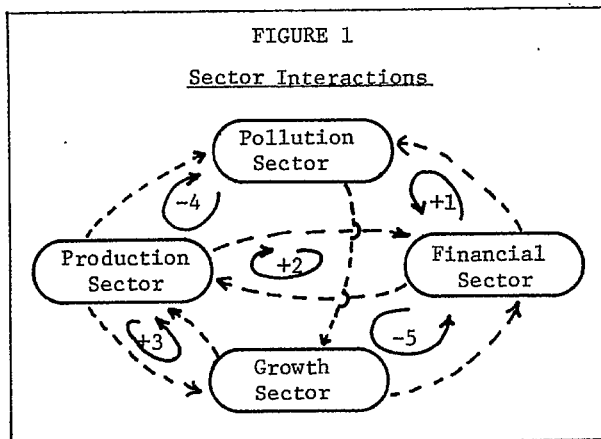 FIGURE 1
Sector Interactions
Pollution
Sector
-4
+1
Production
Sector
+2
Financial
Sector
+3
-5
Growth
Sector